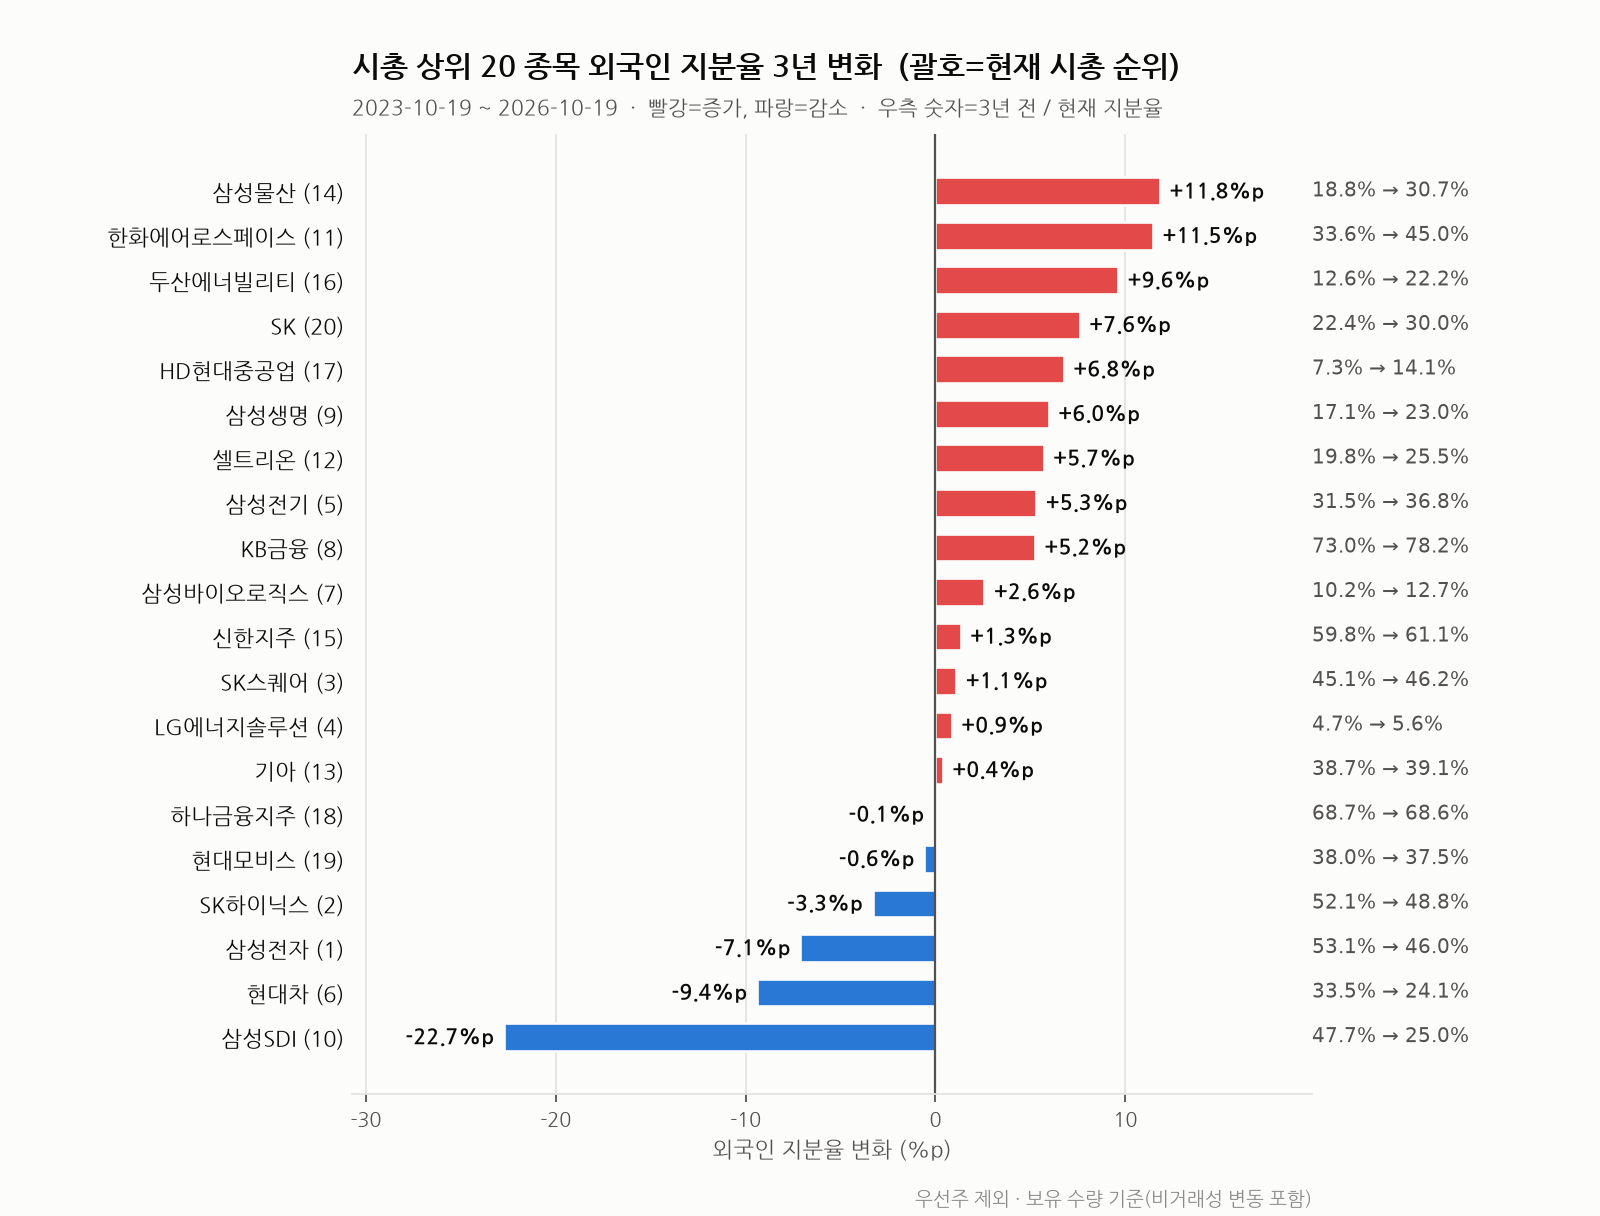 시총 상위 20 종목 외국인 지분율 3년 변화 (괄호=현재 시총 순위)
2023-10-19 ~ 2026-10-19 · 빨강=증가, 파랑=감소 · 우측 숫자=3년 전 / 현재 지분율
삼성물산 (14) +11.8%p 18.8% → 30.7%
한화에어로스페이스 (11) +11.5%p 33.6% → 45.0%
두산에너빌리티 (16) +9.6%p 12.6% → 22.2%
SK (20) +7.6%p 22.4% → 30.0%
HD현대중공업 (17) +6.8%p 7.3% → 14.1%
삼성생명 (9) +6.0%p 17.1% → 23.0%
셀트리온 (12) +5.7%p 19.8% → 25.5%
삼성전기 (5) +5.3%p 31.5% → 36.8%
KB금융 (8) +5.2%p 73.0% → 78.2%
삼성바이오로직스 (7) +2.6%p 10.2% → 12.7%
신한지주 (15) +1.3%p 59.8% → 61.1%
SK스퀘어 (3) +1.1%p 45.1% → 46.2%
LG에너지솔루션 (4) +0.9%p 4.7% → 5.6%
기아 (13) +0.4%p 38.7% → 39.1%
하나금융지주 (18) -0.1%p 68.7% → 68.6%
현대모비스 (19) -0.6%p 38.0% → 37.5%
SK하이닉스 (2) -3.3%p 52.1% → 48.8%
삼성전자 (1) -7.1%p 53.1% → 46.0%
현대차 (6) -9.4%p 33.5% → 24.1%
삼성SDI (10) -22.7%p 47.7% → 25.0%
-30 -20 -10 0 10
외국인 지분율 변화 (%p)
우선주 제외 · 보유 수량 기준(비거래성 변동 포함)